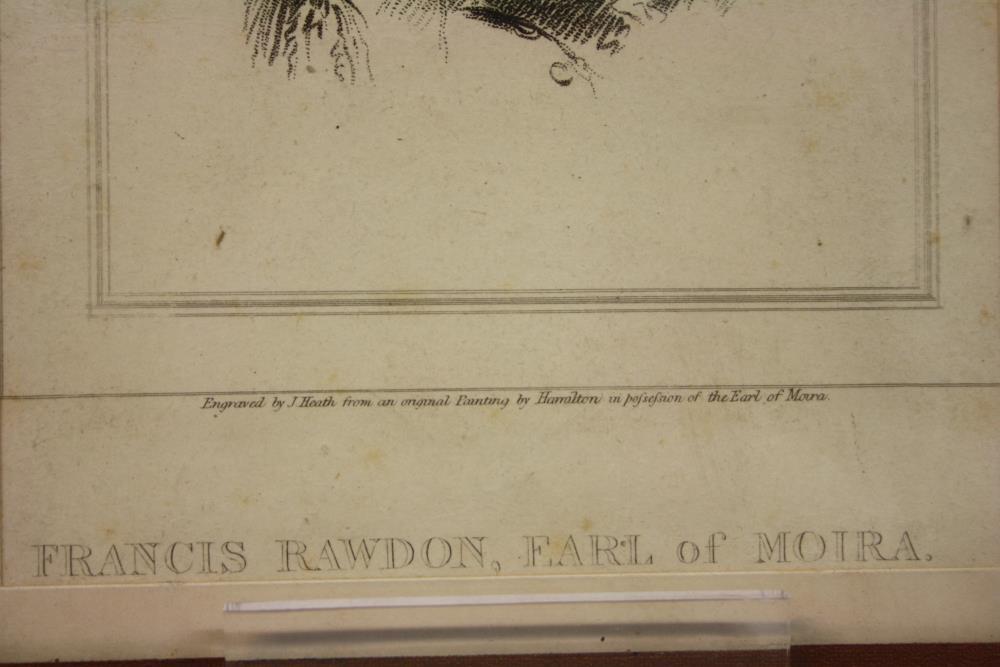 Engraved by J. Heath from an original Painting by Hamilton in poſseſsion of the Earl of Moira.
FRANCIS RAWDON, EARL of MOIRA.